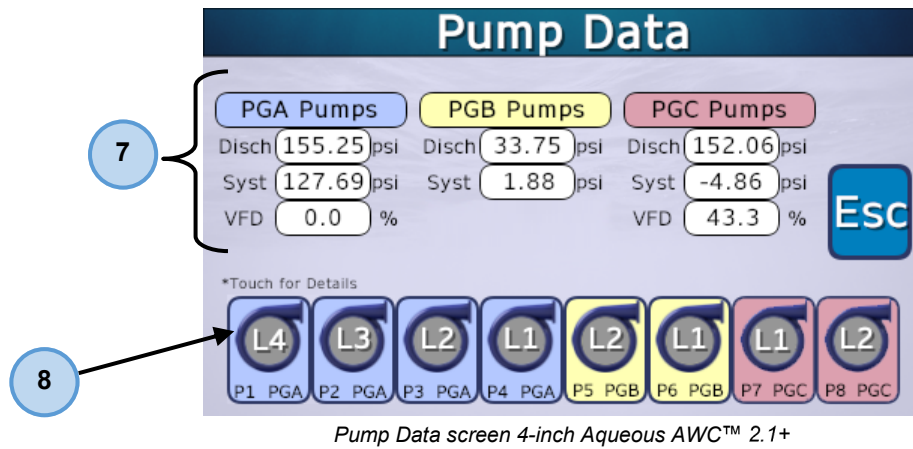 Pump Data
7
PGA Pumps PGB Pumps PGC Pumps
Disch 155.25 psi Disch 33.75 psi Disch 152.06 psi
Syst 127.69 psi Syst 1.88 psi Syst -4.86 psi
VFD 0.0 % VFD 43.3 %
Esc
*Touch for Details
L4 L3 L2 L1 L2 L1 L1 L2
8
P1 PGA P2 PGA P3 PGA P4 PGA P5 PGB P6 PGB P7 PGC P8 PGC
Pump Data screen 4-inch Aqueous AWC™ 2.1+